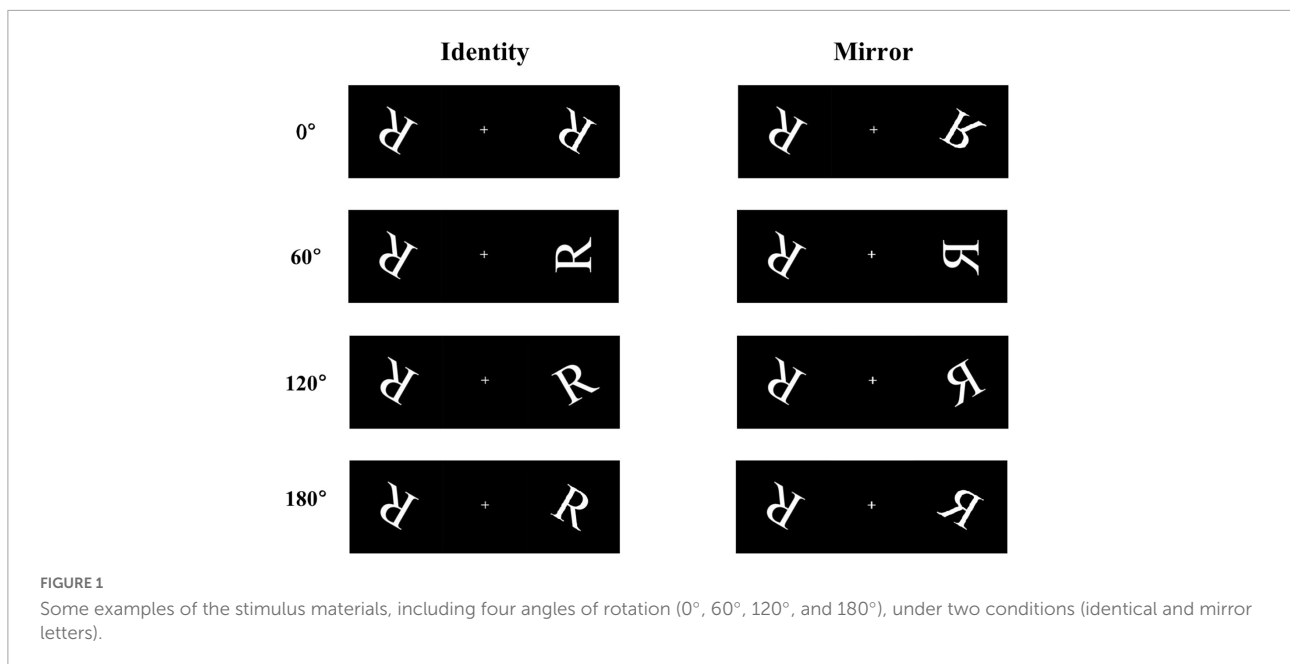 Identity Mirror
0° R + R R + Я
60° R + R R + Я
120° R + R R + Я
180° R + R R + Я
FIGURE 1
Some examples of the stimulus materials, including four angles of rotation (0°, 60°, 120°, and 180°), under two conditions (identical and mirror
letters).